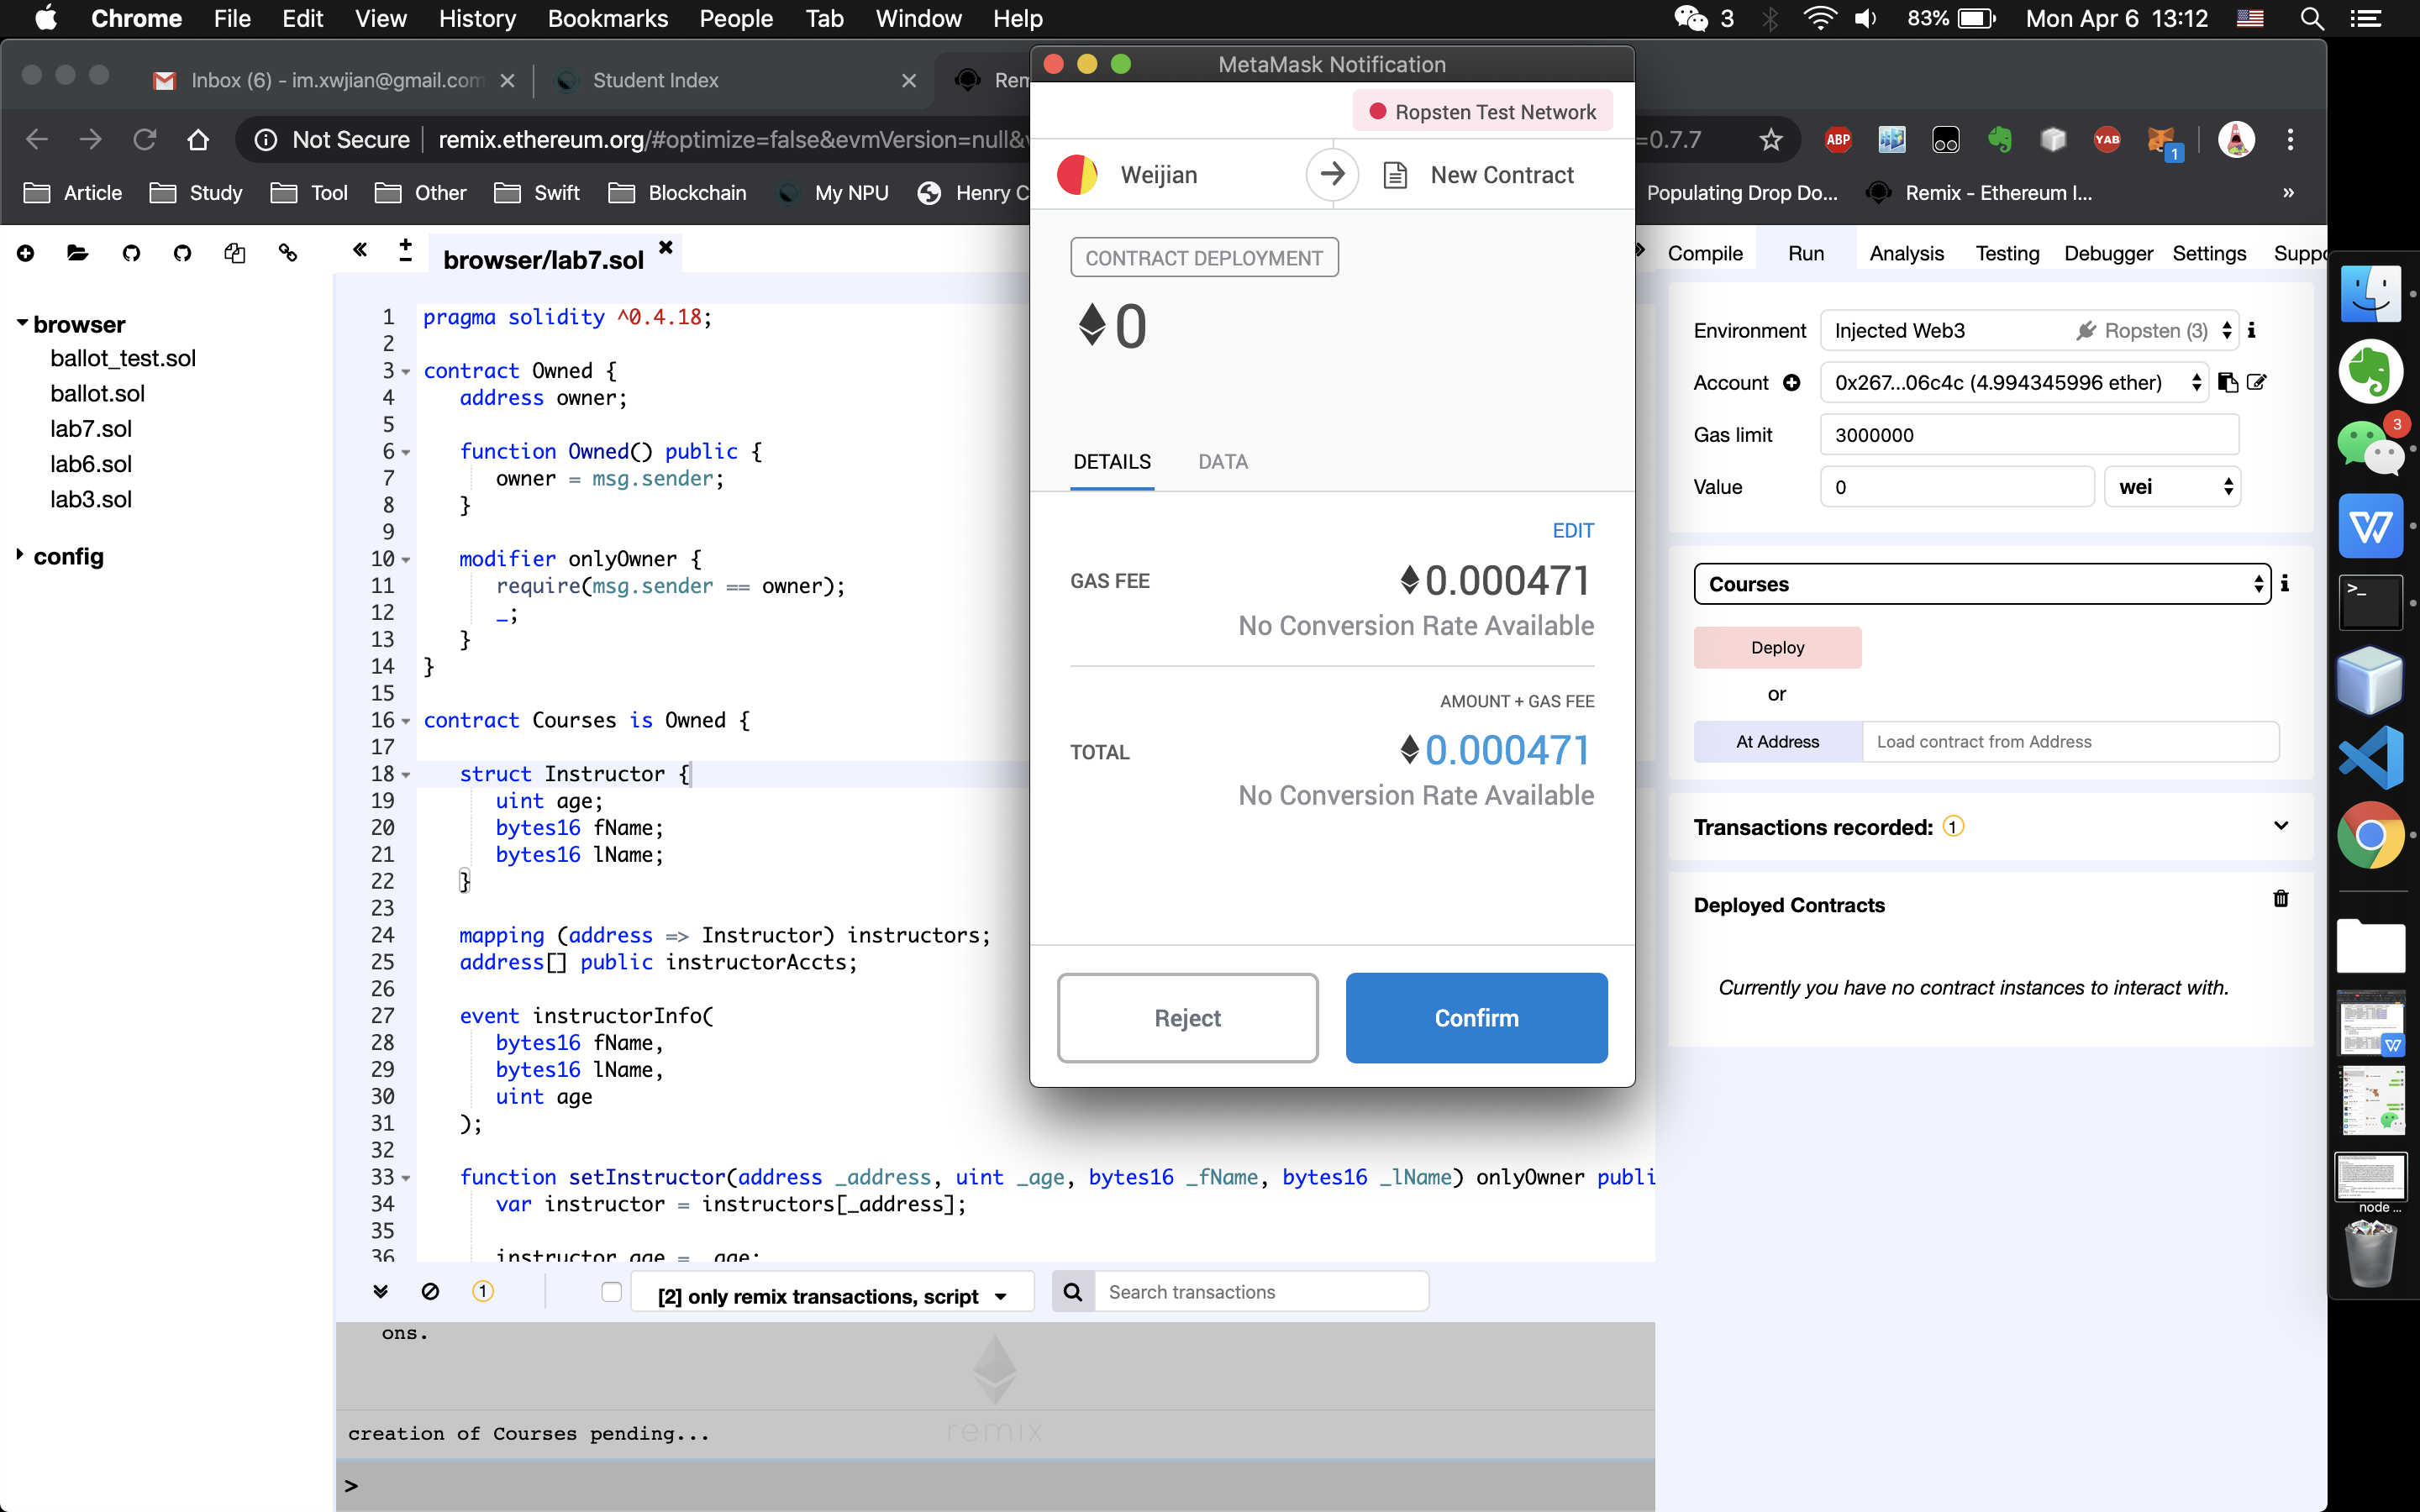 Chrome File Edit View History Bookmarks People Tab Window Help 3 83% Mon Apr 6 13:12
Inbox (6) - im.xwjian@gmail.com
Student Index
Rem
Not Secure remix.ethereum.org/#optimize=false&evmVersion=null&v
=0.7.7
ABP
YAB
1
Article Study Tool Other Swift Blockchain My NPU Henry C
Populating Drop Do... Remix - Ethereum I... »
MetaMask Notification
Ropsten Test Network
Weijian
New Contract
CONTRACT DEPLOYMENT
0
DETAILS DATA
EDIT
GAS FEE 0.000471
No Conversion Rate Available
AMOUNT + GAS FEE
TOTAL 0.000471
No Conversion Rate Available
Reject Confirm
browser
ballot_test.sol
ballot.sol
lab7.sol
lab6.sol
lab3.sol
config
browser/lab7.sol
1 pragma solidity ^0.4.18;
2
3 contract Owned {
4 address owner;
5
6 function Owned() public {
7 owner = msg.sender;
8 }
9
10 modifier onlyOwner {
11 require(msg.sender == owner);
12 _;
13 }
14 }
15
16 contract Courses is Owned {
17
18 struct Instructor {
19 uint age;
20 bytes16 fName;
21 bytes16 lName;
22 }
23
24 mapping (address => Instructor) instructors;
25 address[] public instructorAccts;
26
27 event instructorInfo(
28 bytes16 fName,
29 bytes16 lName,
30 uint age
31 );
32
33 function setInstructor(address _address, uint _age, bytes16 _fName, bytes16 _lName) onlyOwner publi
34 var instructor = instructors[_address];
35
36 instructor.age = _age;
1
[2] only remix transactions, script
Search transactions
ons.
remix
creation of Courses pending...
>
Compile Run Analysis Testing Debugger Settings Suppo
Environment Injected Web3 Ropsten (3)
Account 0x267...06c4c (4.994345996 ether)
Gas limit 3000000
Value 0 wei
Courses
Deploy
or
At Address Load contract from Address
Transactions recorded: 1
Deployed Contracts
Currently you have no contract instances to interact with.
3
node ...